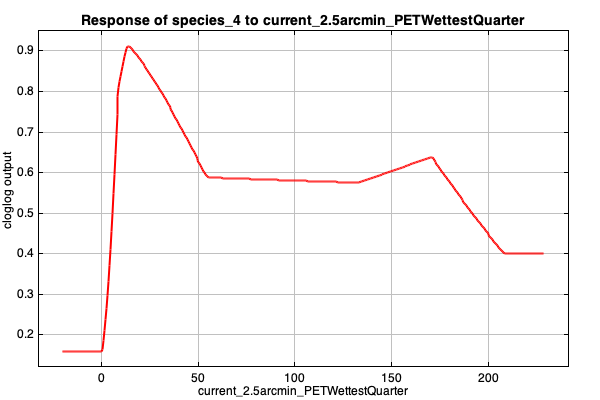 Response of species_4 to current_2.5arcmin_PETWettestQuarter
0.9
0.8
0.7
0.6
0.5
0.4
0.3
0.2
cloglog output
0 50 100 150 200
current_2.5arcmin_PETWettestQuarter